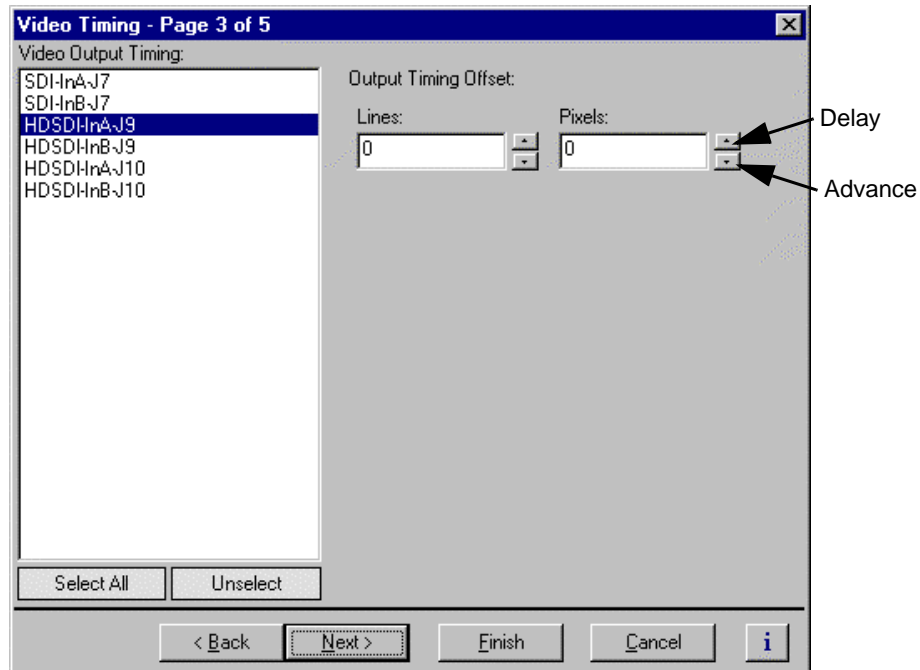 Video Timing - Page 3 of 5
Video Output Timing:
SDI-InA-J7
SDI-InB-J7
HDSDI-InA-J9
HDSDI-InB-J9
HDSDI-InA-J10
HDSDI-InB-J10
Output Timing Offset:
Lines: Pixels:
0 0
Delay
Advance
Select All Unselect
< Back Next > Finish Cancel i